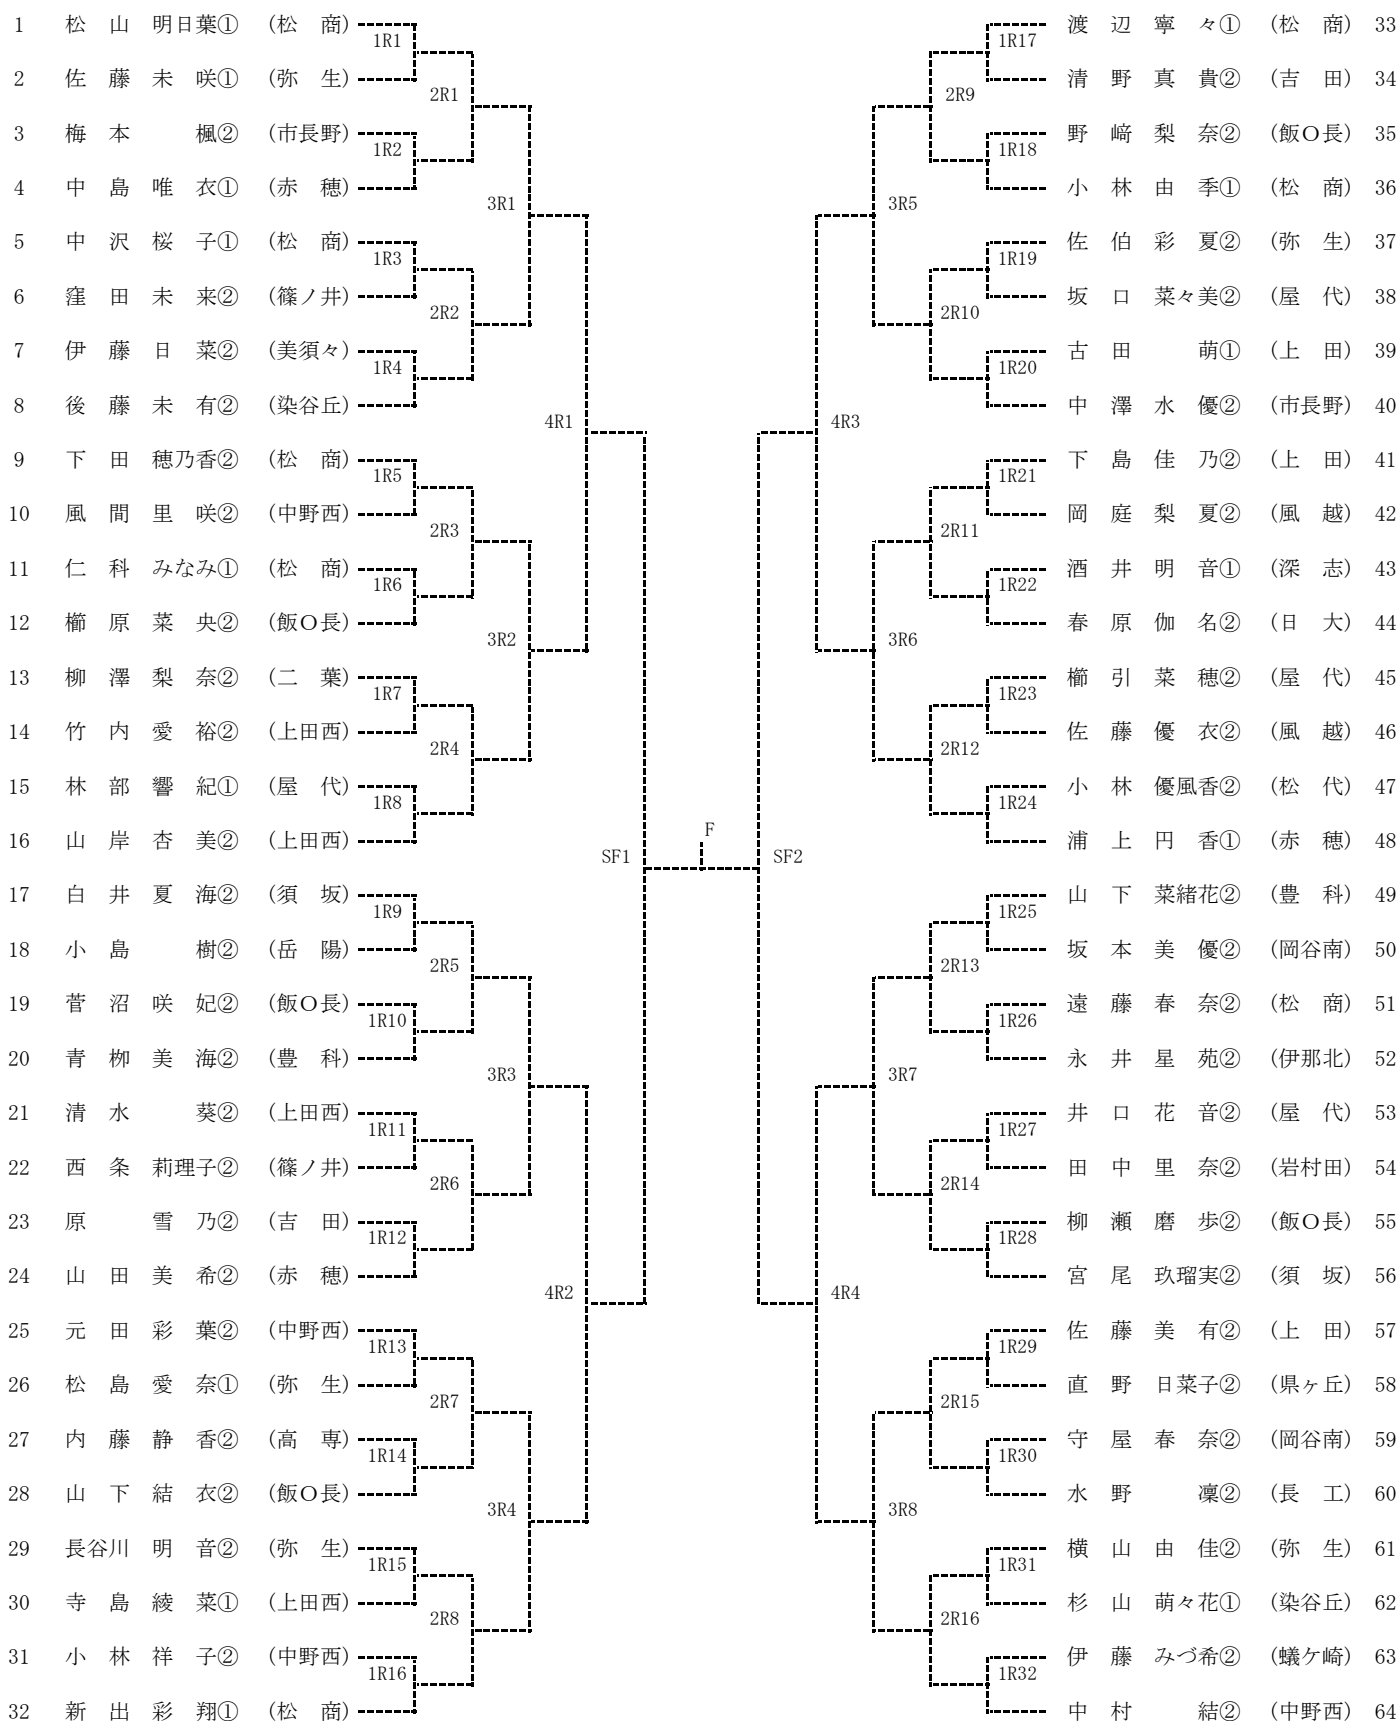 1 松 山 明日葉① (松 商)
1R1
2 佐 藤 未 咲① (弥 生)
2R1
3 梅 本 楓② (市長野)
1R2
4 中 島 唯 衣① (赤 穂)
3R1
5 中 沢 桜 子① (松 商)
1R3
6 窪 田 未 来② (篠ノ井)
2R2
7 伊 藤 日 菜② (美須々)
1R4
8 後 藤 未 有② (染谷丘)
4R1
9 下 田 穂乃香② (松 商)
1R5
10 風 間 里 咲② (中野西)
2R3
11 仁 科 みなみ① (松 商)
1R6
12 櫛 原 菜 央② (飯O長)
3R2
13 柳 澤 梨 奈② (二 葉)
1R7
14 竹 内 愛 裕② (上田西)
2R4
15 林 部 響 紀① (屋 代)
1R8
16 山 岸 杏 美② (上田西)
SF1
17 白 井 夏 海② (須 坂)
1R9
18 小 島 樹② (岳 陽)
2R5
19 菅 沼 咲 妃② (飯O長)
1R10
20 青 栁 美 海② (豊 科)
3R3
21 清 水 葵② (上田西)
1R11
22 西 条 莉理子② (篠ノ井)
2R6
23 原 雪 乃② (吉 田)
1R12
24 山 田 美 希② (赤 穂)
4R2
25 元 田 彩 葉② (中野西)
1R13
26 松 島 愛 奈① (弥 生)
2R7
27 内 藤 静 香② (高 専)
1R14
28 山 下 結 衣② (飯O長)
3R4
29 長谷川 明 音② (弥 生)
1R15
30 寺 島 綾 菜① (上田西)
2R8
31 小 林 祥 子② (中野西)
1R16
32 新 出 彩 翔① (松 商)
F
渡 辺 寧 々① (松 商) 33
1R17
清 野 真 貴② (吉 田) 34
2R9
野 﨑 梨 奈② (飯O長) 35
1R18
小 林 由 季① (松 商) 36
3R5
佐 伯 彩 夏② (弥 生) 37
1R19
坂 口 菜々美② (屋 代) 38
2R10
古 田 萌① (上 田) 39
1R20
中 澤 水 優② (市長野) 40
4R3
下 島 佳 乃② (上 田) 41
1R21
岡 庭 梨 夏② (風 越) 42
2R11
酒 井 明 音① (深 志) 43
1R22
春 原 伽 名② (日 大) 44
3R6
櫛 引 菜 穂② (屋 代) 45
1R23
佐 藤 優 衣② (風 越) 46
2R12
小 林 優風香② (松 代) 47
1R24
浦 上 円 香① (赤 穂) 48
SF2
山 下 菜緒花② (豊 科) 49
1R25
坂 本 美 優② (岡谷南) 50
2R13
遠 藤 春 奈② (松 商) 51
1R26
永 井 星 苑② (伊那北) 52
3R7
井 口 花 音② (屋 代) 53
1R27
田 中 里 奈② (岩村田) 54
2R14
柳 瀬 磨 歩② (飯O長) 55
1R28
宮 尾 玖瑠実② (須 坂) 56
4R4
佐 藤 美 有② (上 田) 57
1R29
直 野 日菜子② (県ヶ丘) 58
2R15
守 屋 春 奈② (岡谷南) 59
1R30
水 野 凜② (長 工) 60
3R8
横 山 由 佳② (弥 生) 61
1R31
杉 山 萌々花① (染谷丘) 62
2R16
伊 藤 みづ希② (蟻ケ崎) 63
1R32
中 村 結② (中野西) 64